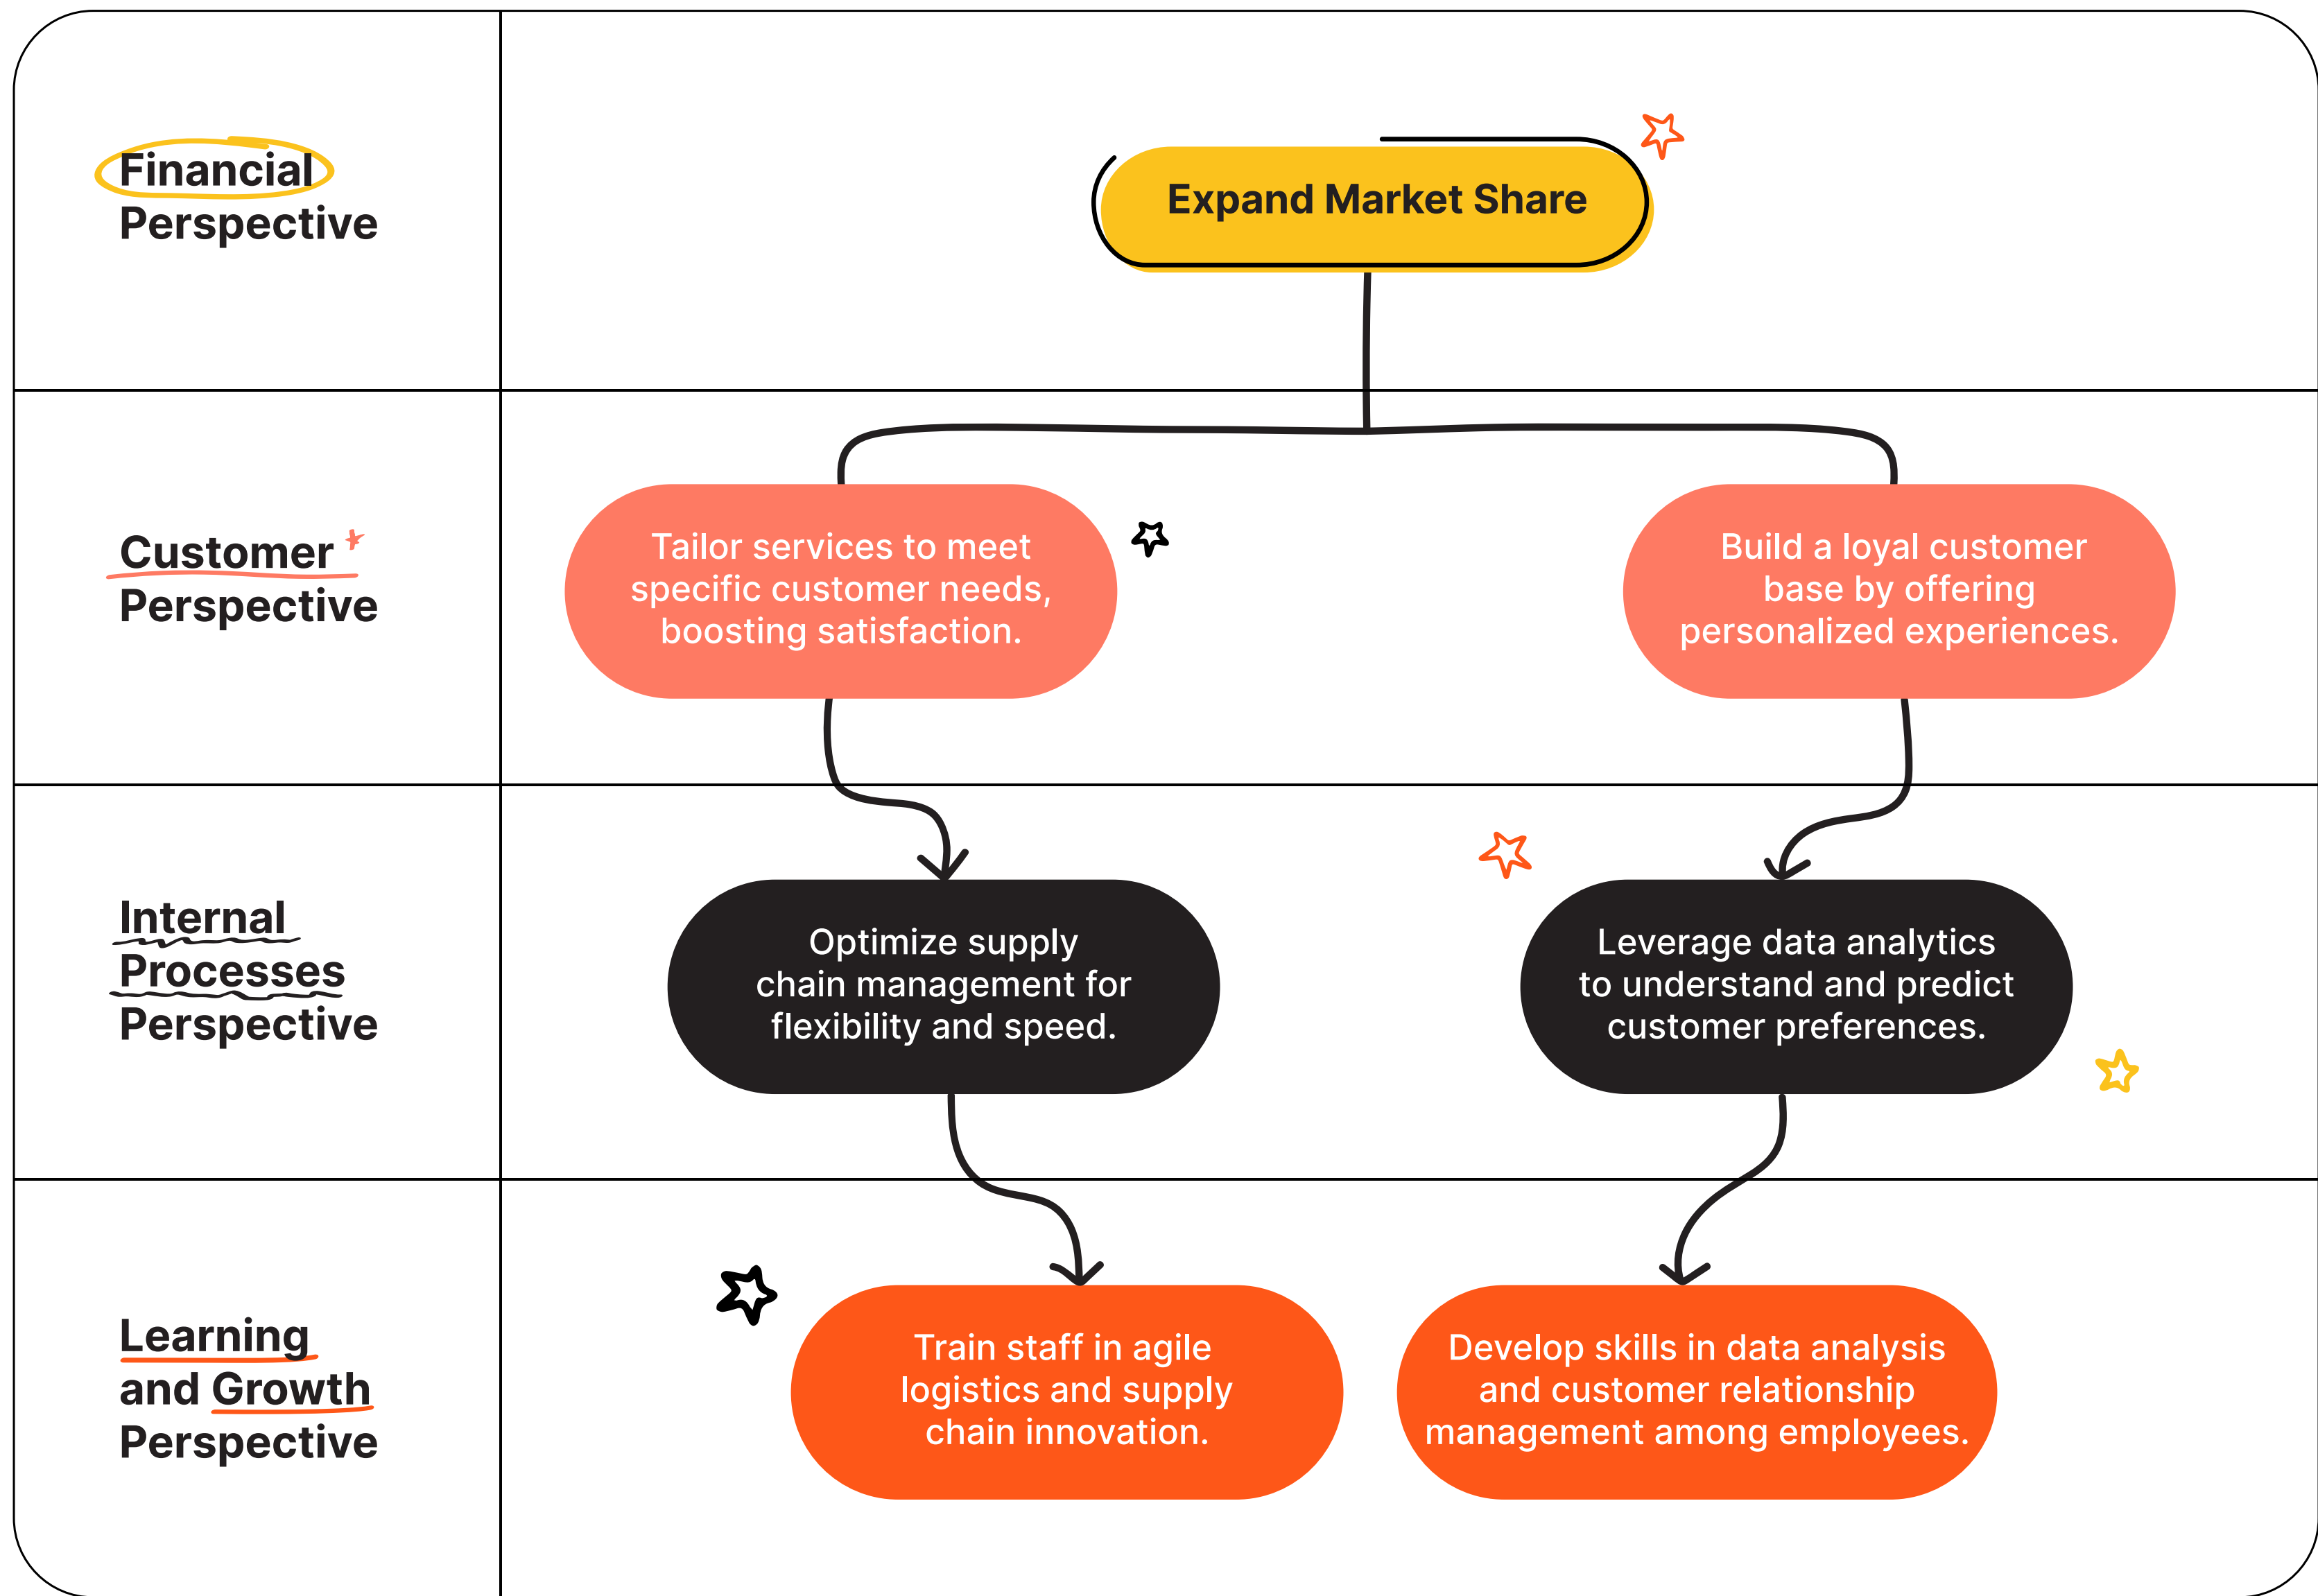 Financial
Perspective
Expand Market Share
Customer
Perspective
Tailor services to meet
specific customer needs,
boosting satisfaction.
Build a loyal customer
base by offering
personalized experiences.
Internal
Processes
Perspective
Optimize supply
chain management for
flexibility and speed.
Leverage data analytics
to understand and predict
customer preferences.
Learning
and Growth
Perspective
Train staff in agile
logistics and supply
chain innovation.
Develop skills in data analysis
and customer relationship
management among employees.